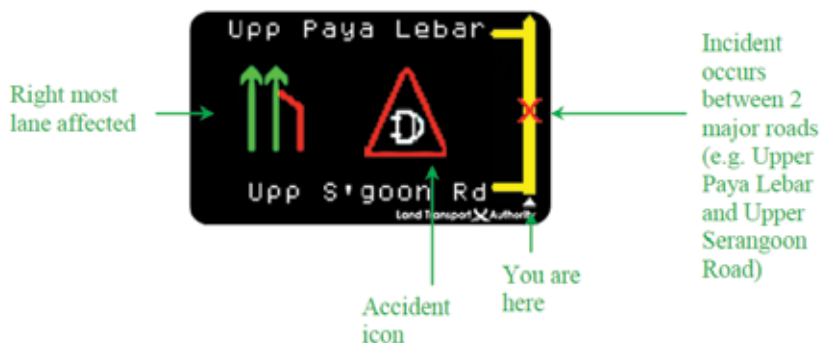 Upp Paya Lebar
Upp S'goon Rd
Land Transport Authority
Right most
lane affected
Accident
icon
You are
here
Incident
occurs
between 2
major roads
(e.g. Upper
Paya Lebar
and Upper
Serangoon
Road)